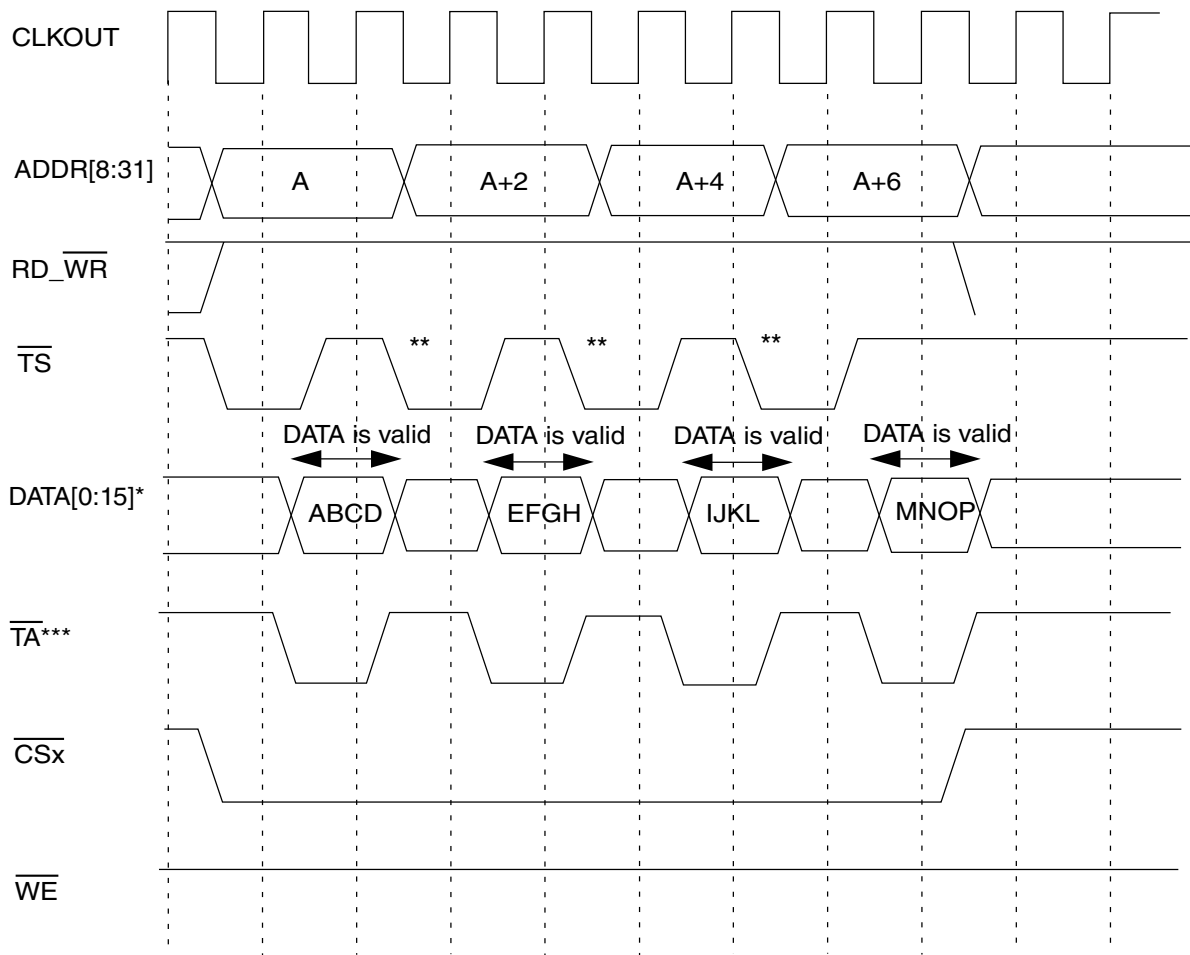 CLKOUT
ADDR[8:31]
A
A+2
A+4
A+6
RD_WR
TS
**
**
**
DATA is valid
DATA is valid
DATA is valid
DATA is valid
DATA[0:15]*
ABCD
EFGH
IJKL
MNOP
TA***
CSx
WE